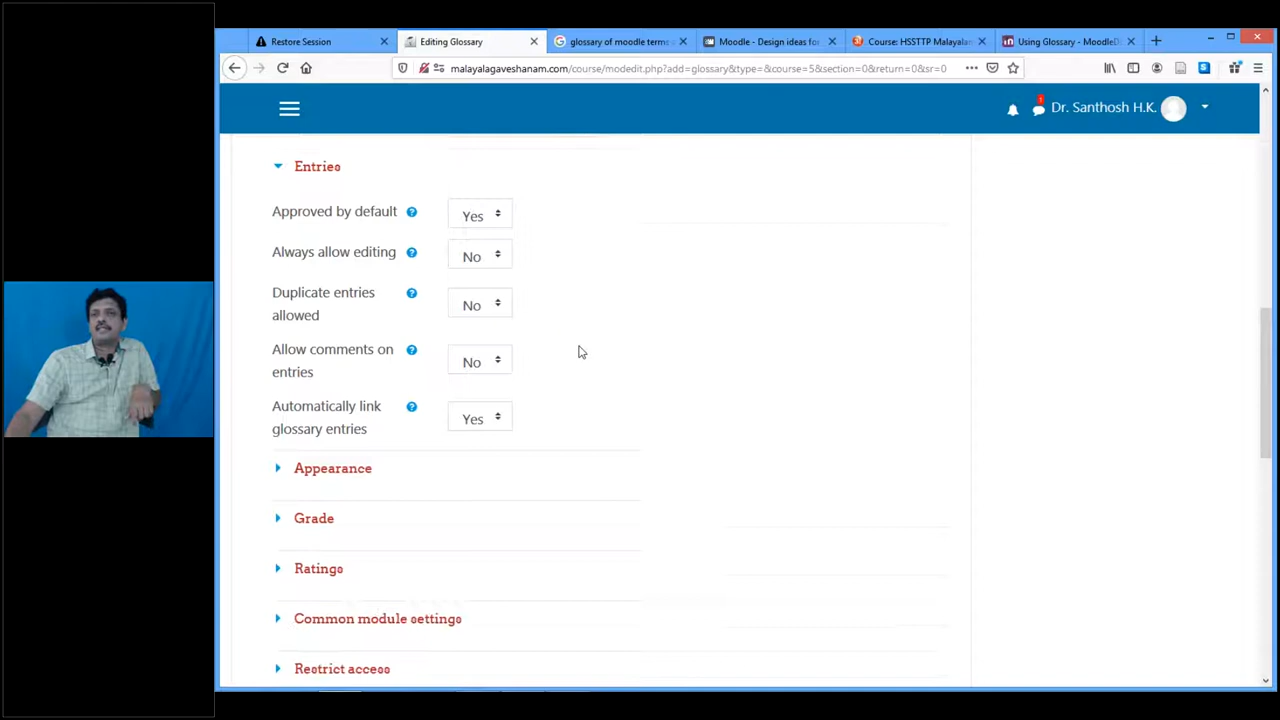 Restore Session
Editing Glossary
glossary of moodle terms
Moodle - Design ideas for
Course: HSSTTP Malayalam
Using Glossary - MoodleD
malayalagaveshanam.com/course/modedit.php?add=glossary&type=&course=5&section=0&return=0&sr=0
1
Dr. Santhosh H.K.
Entries
Approved by default
Yes
Always allow editing
No
Duplicate entries
allowed
No
Allow comments on
entries
No
Automatically link
glossary entries
Yes
Appearance
Grade
Ratings
Common module settings
Restrict access